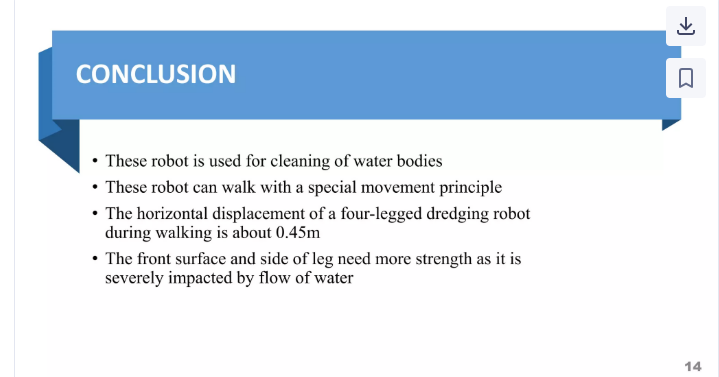 CONCLUSION
• These robot is used for cleaning of water bodies
• These robot can walk with a special movement principle
• The horizontal displacement of a four-legged dredging robot
during walking is about 0.45m
• The front surface and side of leg need more strength as it is
severely impacted by flow of water
14